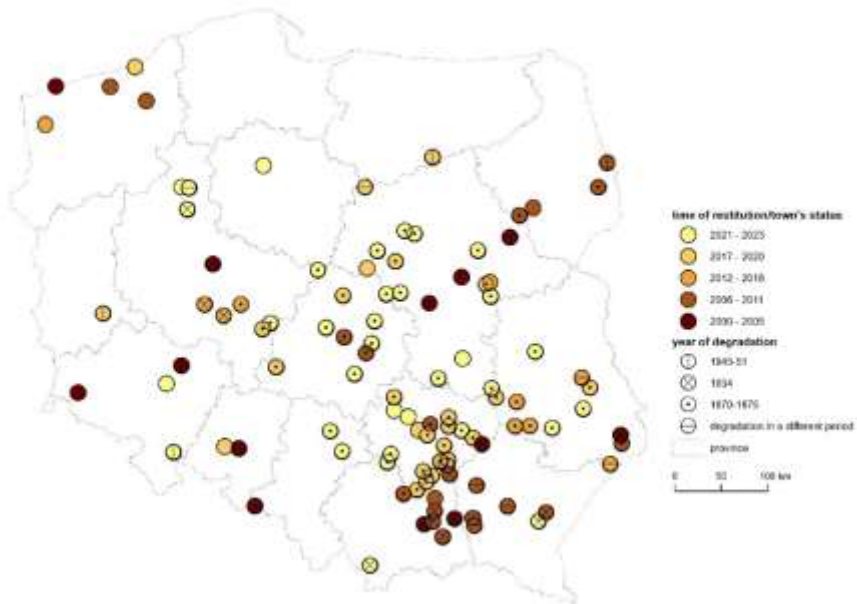 time of restitution/town's status
2021 - 2023
2017 - 2020
2012 - 2016
2006 - 2011
2000 - 2005
year of degradation
1945-51
1934
1870-1875
degradation in a different period
province
0 50 100 km